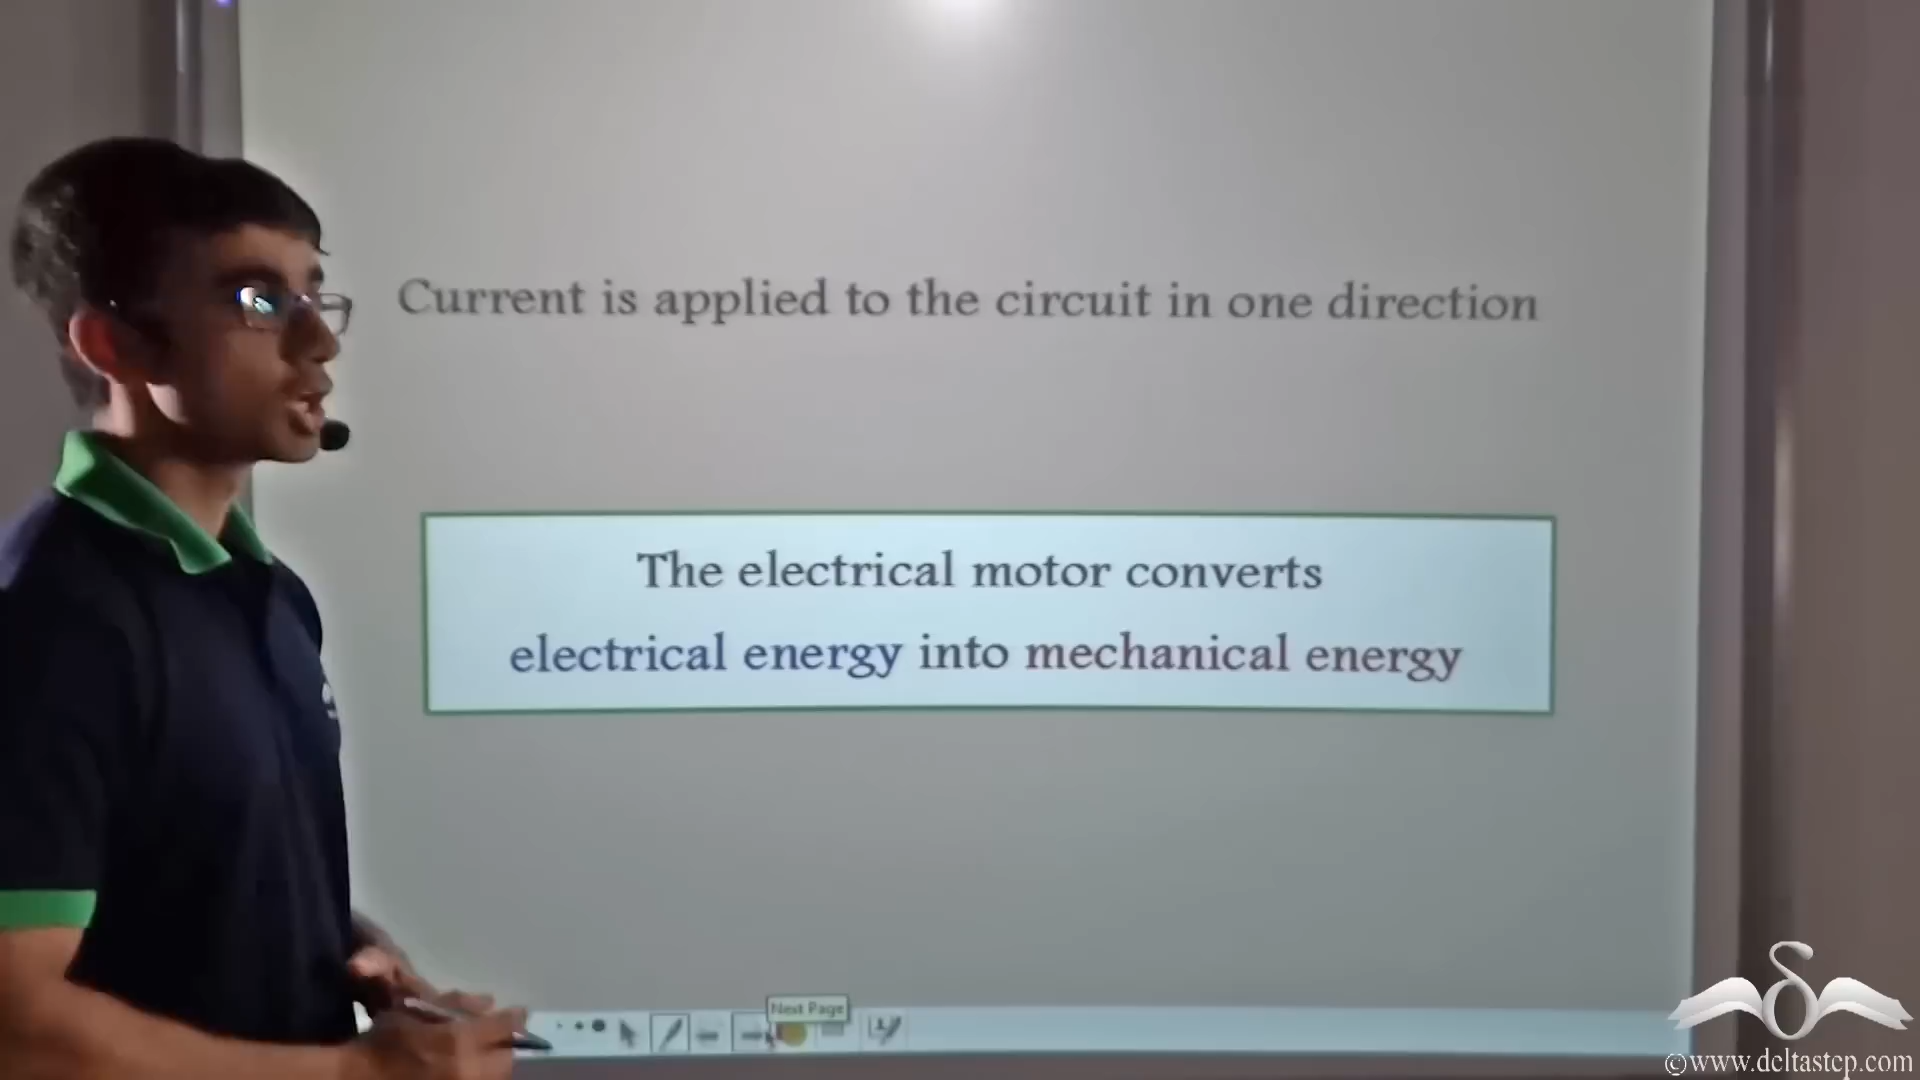 Current is applied to the circuit in one direction
The electrical motor converts
electrical energy into mechanical energy
Next Page
©www.deltastep.com